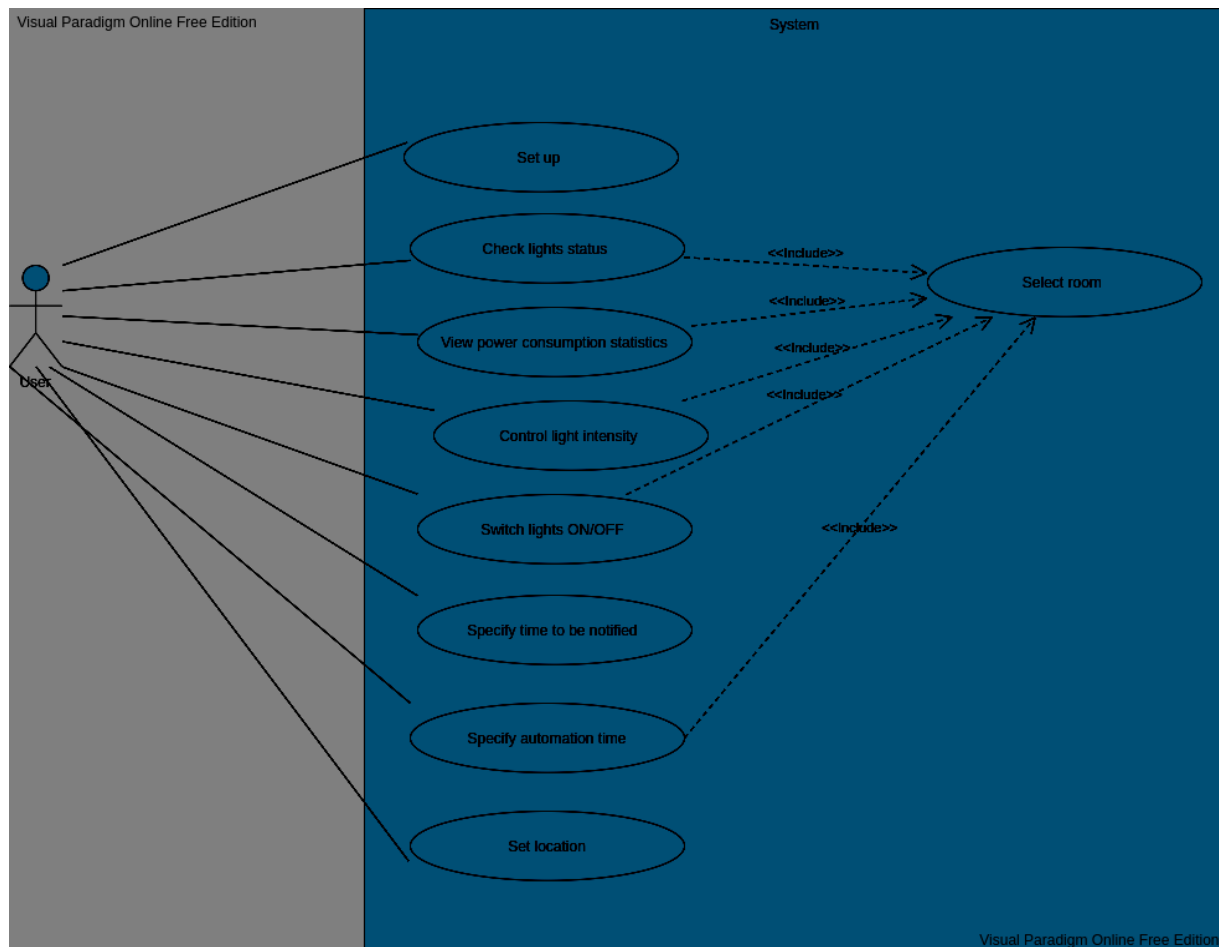 Visual Paradigm Online Free Edition
System
Set up
Check lights status
<<Include>>
Select room
<<Include>>
View power consumption statistics
<<Include>>
User
<<Include>>
Control light intensity
Switch lights ON/OFF
<<Include>>
Specify time to be notified
Specify automation time
Set location
Visual Paradigm Online Free Edition